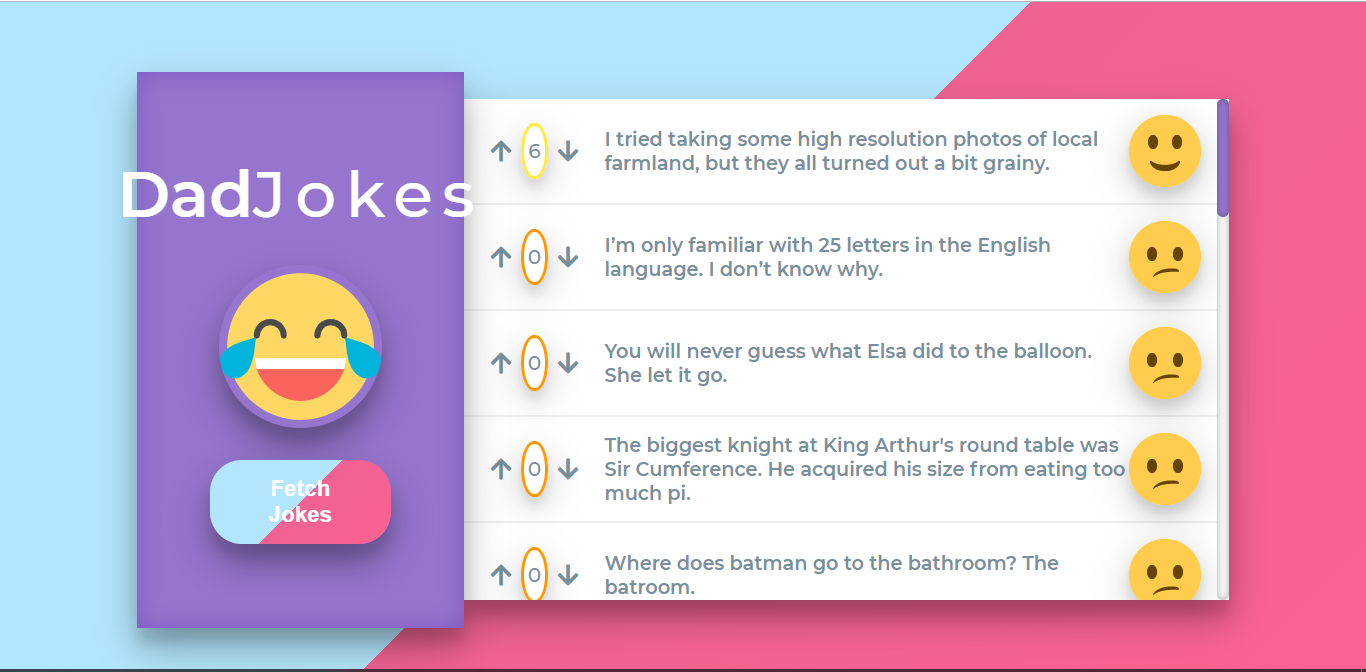 DadJokes
Fetch
Jokes
6
I tried taking some high resolution photos of local
farmland, but they all turned out a bit grainy.
0
I’m only familiar with 25 letters in the English
language. I don’t know why.
0
You will never guess what Elsa did to the balloon.
She let it go.
0
The biggest knight at King Arthur's round table was
Sir Cumference. He acquired his size from eating too
much pi.
0
Where does batman go to the bathroom? The
batroom.